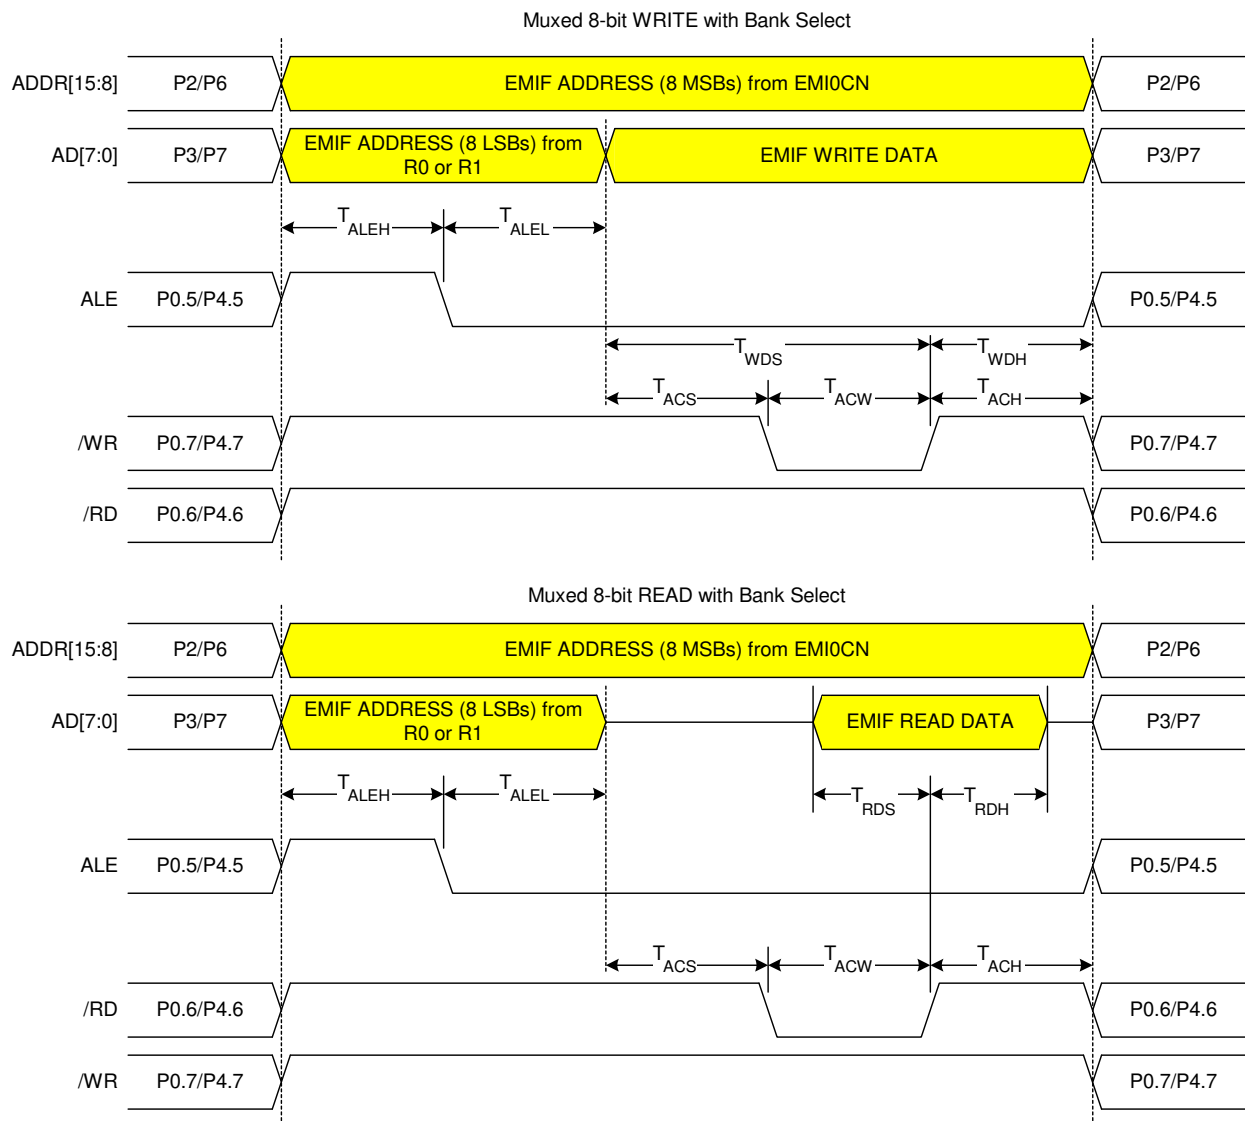 Muxed 8-bit WRITE with Bank Select
ADDR[15:8] P2/P6 EMIF ADDRESS (8 MSBs) from EMI0CN P2/P6
AD[7:0] P3/P7 EMIF ADDRESS (8 LSBs) from
R0 or R1 EMIF WRITE DATA P3/P7
TALEH TALEL
ALE P0.5/P4.5 P0.5/P4.5
TWDS TWDH
TACS TACW TACH
/WR P0.7/P4.7 P0.7/P4.7
/RD P0.6/P4.6 P0.6/P4.6
Muxed 8-bit READ with Bank Select
ADDR[15:8] P2/P6 EMIF ADDRESS (8 MSBs) from EMI0CN P2/P6
AD[7:0] P3/P7 EMIF ADDRESS (8 LSBs) from
R0 or R1 EMIF READ DATA P3/P7
TALEH TALEL TRDS TRDH
ALE P0.5/P4.5 P0.5/P4.5
TACS TACW TACH
/RD P0.6/P4.6 P0.6/P4.6
/WR P0.7/P4.7 P0.7/P4.7